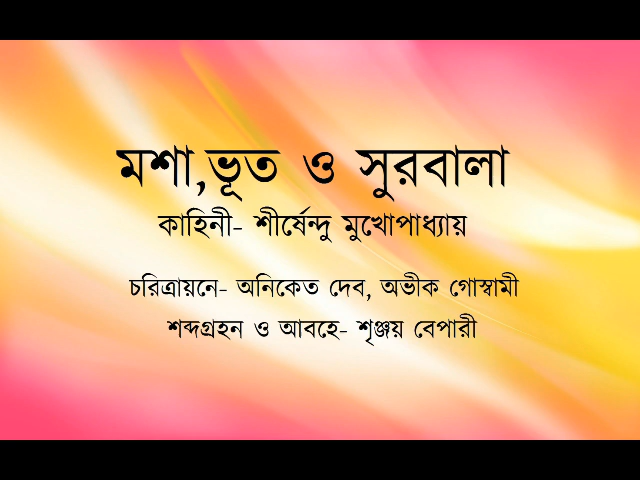 মশা,ভূত ও সুরবালা
কাহিনী- শীর্ষেন্দু মুখোপাধ্যায়
চরিত্রায়নে- অনিকেত দেব, অভীক গোস্বামী
শব্দগ্রহন ও আবহে- শৃঞ্জয় বেপারী